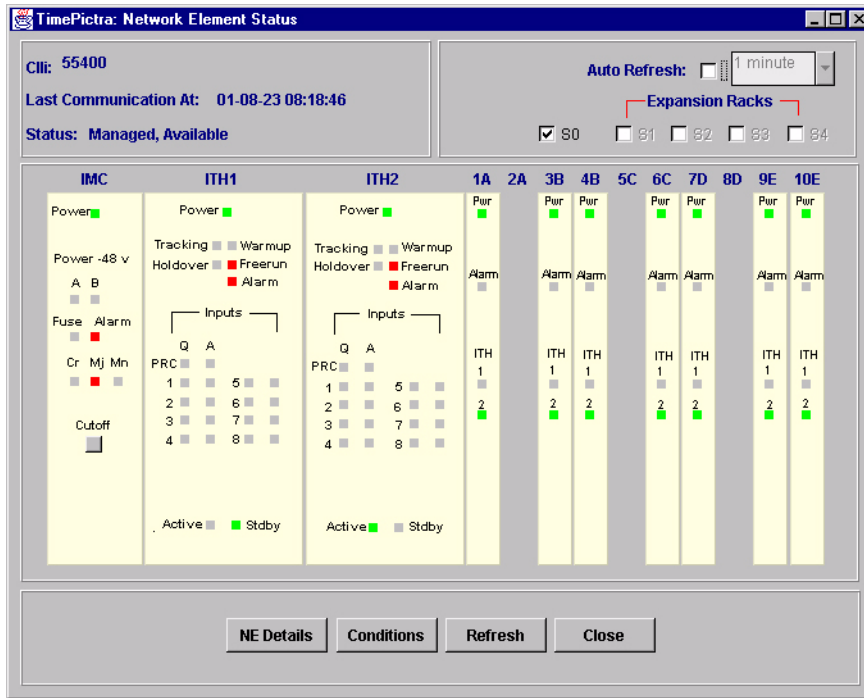 TimePictra: Network Element Status
Clli: 55400
Last Communication At: 01-08-23 08:18:46
Status: Managed, Available
Auto Refresh: 1 minute
Expansion Racks
S0 S1 S2 S3 S4
IMC ITH1 ITH2 1A 2A 3B 4B 5C 6C 7D 8D 9E 10E
Power
Power -48 v
A B
Fuse Alarm
Cr Mj Mn
Cutoff
Power
Tracking Warmup
Holdover Freerun
Alarm
Inputs
Q A
PRC
1 5
2 6
3 7
4 8
. Active Stdby
Power
Tracking Warmup
Holdover Freerun
Alarm
Inputs
Q A
PRC
1 5
2 6
3 7
4 8
Active Stdby
Pwr Pwr Pwr Pwr Pwr Pwr Pwr
Alarm Alarm Alarm Alarm Alarm Alarm Alarm
ITH ITH ITH ITH ITH ITH ITH
1 1 1 1 1 1 1
2 2 2 2 2 2 2
NE Details Conditions Refresh Close